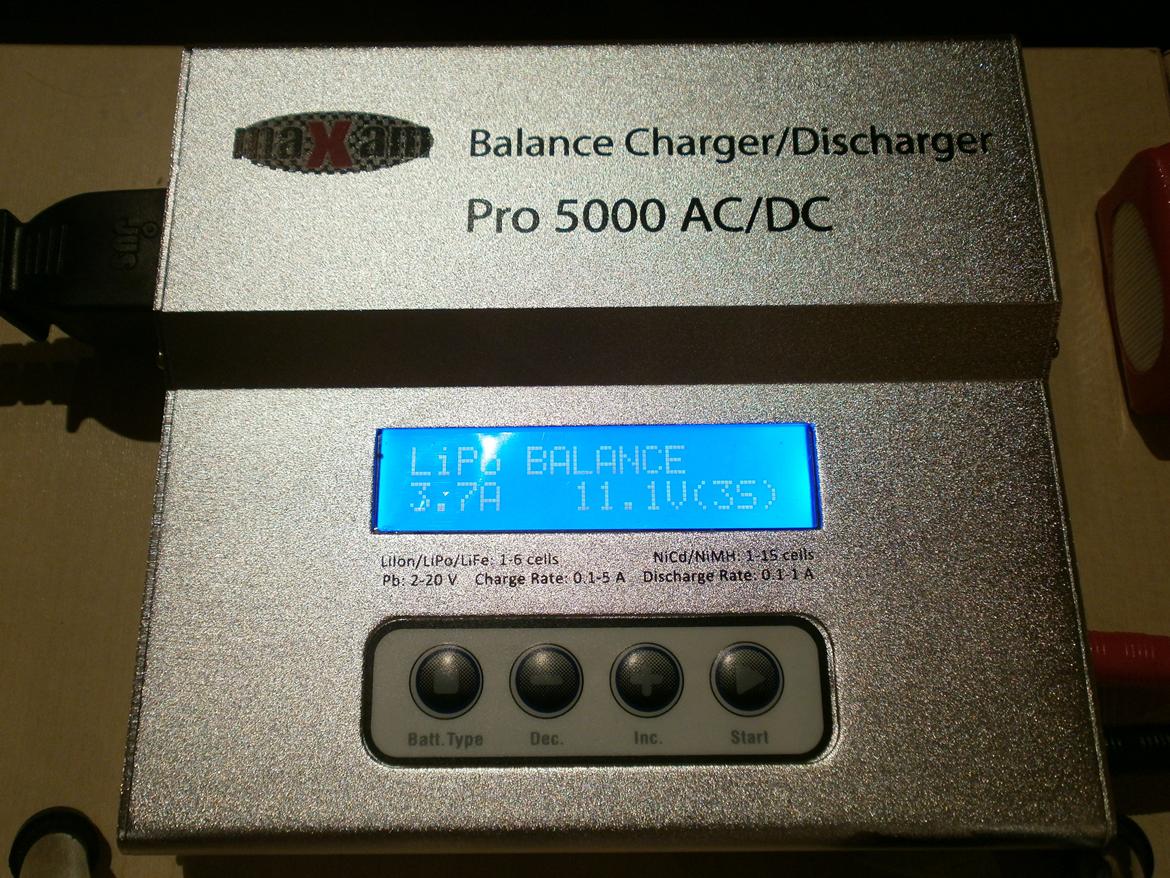 maXam
Balance Charger/Discharger
Pro 5000 AC/DC
LiPo BALANCE
3.7A 11.1V(3S)
LiIon/LiPo/LiFe: 1-6 cells NiCd/NiMH: 1-15 cells
Pb: 2-20 V Charge Rate: 0.1-5 A Discharge Rate: 0.1-1 A
Batt.Type Dec. Inc. Start